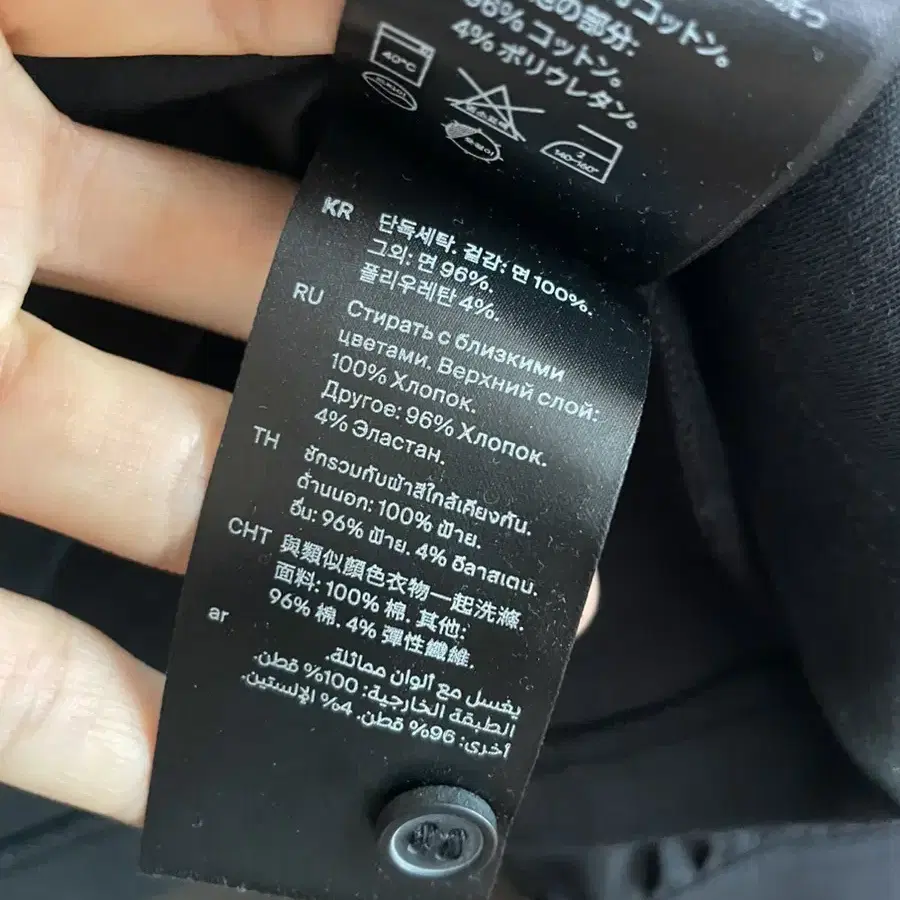 コットン。
の部分:
96% コットン。
4% ポリウレタン。
40°C
2
140-160°
KR
단독세탁. 겉감: 면 100%.
그외: 면 96%.
폴리우레탄 4%.
RU
Стирать с близкими
цветами. Верхний слой:
100% Хлопок.
Другое: 96% Хлопок.
4% Эластан.
TH
ซักรวมกับผ้าสีใกล้เคียงกัน.
ด้านนอก: 100% ฝ้าย.
อื่น: 96% ฝ้าย. 4% อีลาสเตน.
CHT
與類似顏色衣物一起洗滌.
面料: 100% 棉. 其他:
96% 棉. 4% 彈性纖維.
ar
يغسل مع ألوان مماثلة.
الطبقة الخارجية: 100% قطن.
أخرى: 96% قطن. 4% الإلستين.